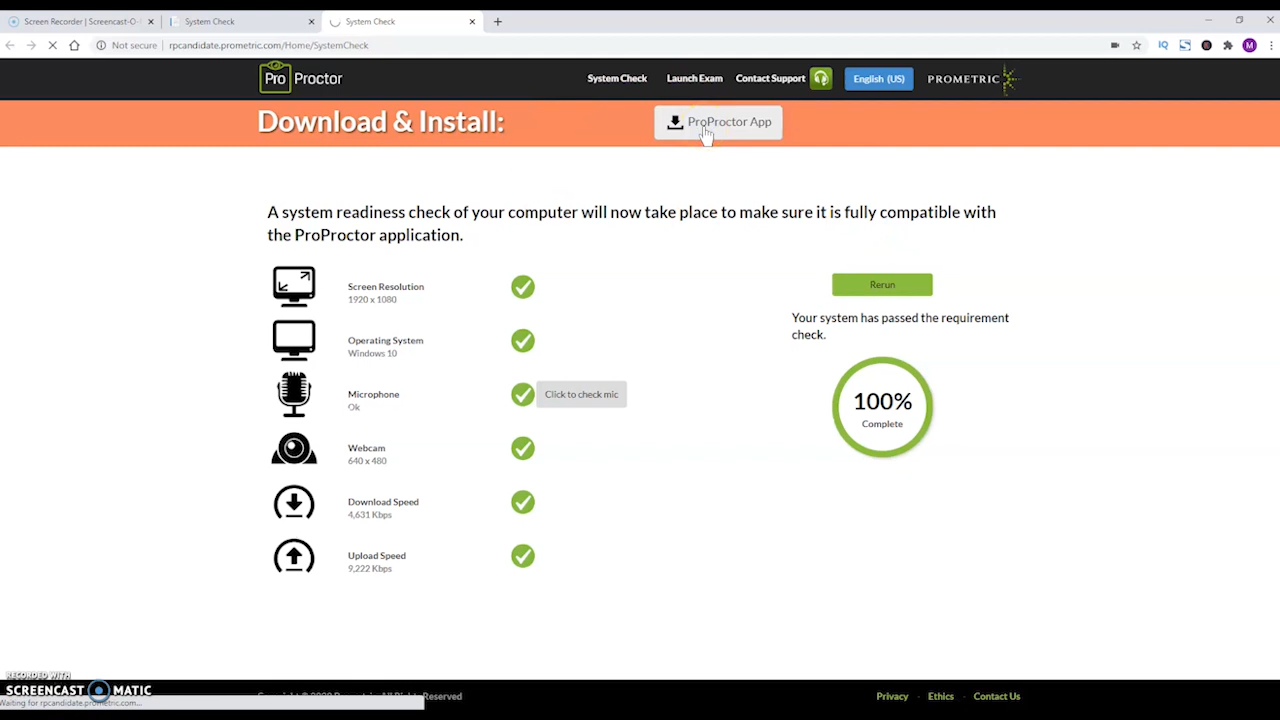 Screen Recorder | Screencast-O-
System Check
System Check
Not secure
rpcandidate.prometric.com/Home/SystemCheck
IQ
M
Pro Proctor
System Check
Launch Exam
Contact Support
English (US)
PROMETRIC
Download & Install:
ProProctor App
A system readiness check of your computer will now take place to make sure it is fully compatible with
the ProProctor application.
Screen Resolution
1920 x 1080
Operating System
Windows 10
Microphone
Ok
Click to check mic
Webcam
640 x 480
Download Speed
4,631 Kbps
Upload Speed
9,222 Kbps
Rerun
Your system has passed the requirement
check.
100%
Complete
RECORDED WITH
SCREENCAST MATIC
Waiting for rpcandidate.prometric.com...
Reserved
Privacy
Ethics
Contact Us